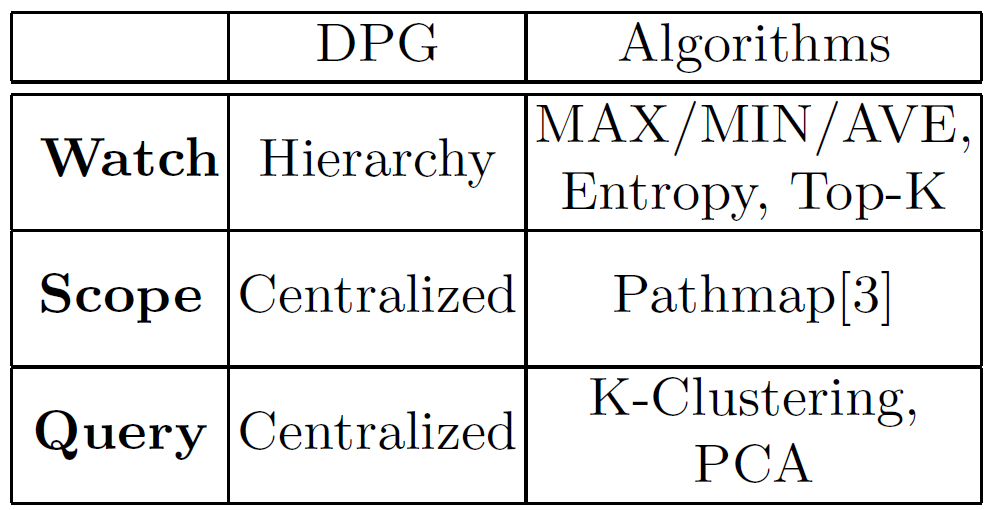 DPG Algorithms
Watch Hierarchy MAX/MIN/AVE,
Entropy, Top-K
Scope Centralized Pathmap[3]
Query Centralized K-Clustering,
PCA